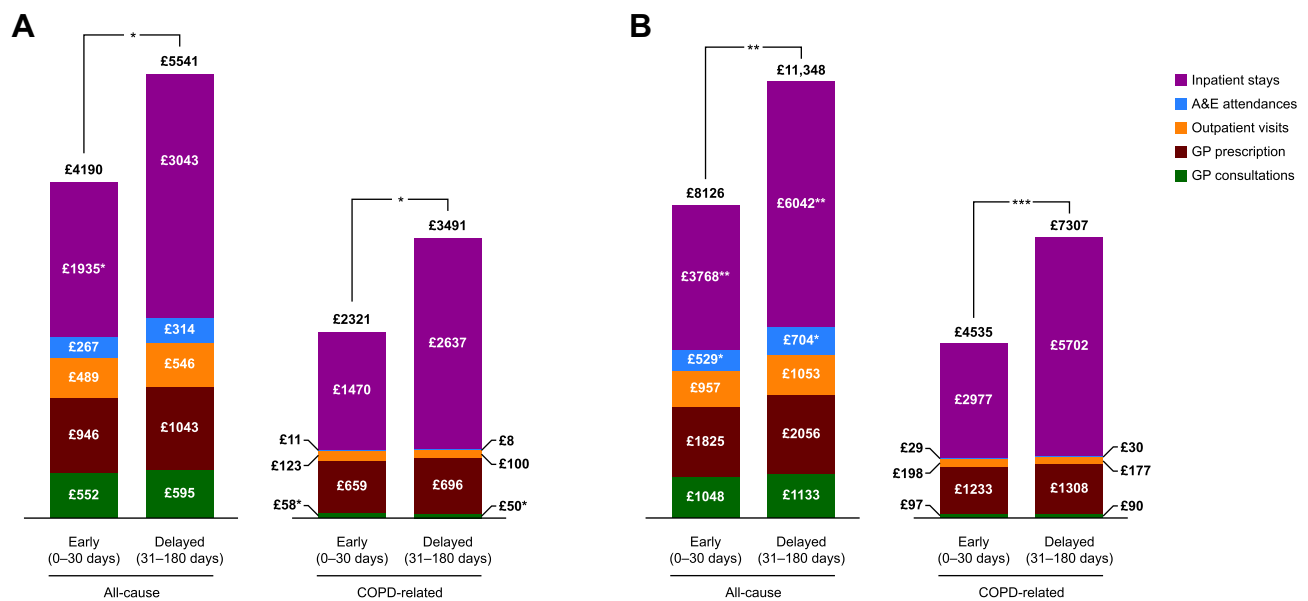 A
*
£5541
£4190
£3043
£1935*
£314
£267
£546
£489
£1043
£946
£595
£552
Early
(0–30 days)
Delayed
(31–180 days)
All-cause
*
£3491
£2321
£2637
£1470
£11
£8
£123
£100
£659
£696
£58*
£50*
Early
(0–30 days)
Delayed
(31–180 days)
COPD-related
B
**
£11,348
£8126
£6042**
£3768**
£704*
£529*
£1053
£957
£2056
£1825
£1133
£1048
Early
(0–30 days)
Delayed
(31–180 days)
All-cause
***
£7307
£4535
£5702
£2977
£29
£30
£198
£177
£1233
£1308
£97
£90
Early
(0–30 days)
Delayed
(31–180 days)
COPD-related
Inpatient stays
A&E attendances
Outpatient visits
GP prescription
GP consultations